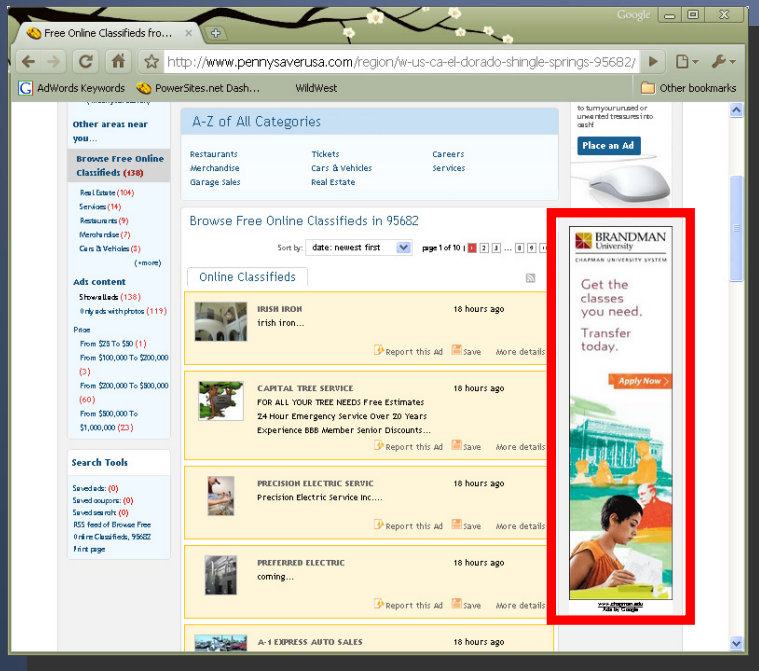 Google
Free Online Classifieds fro...
http://www.pennysaverusa.com/region/w-us-ca-el-dorado-shingle-springs-95682/
AdWords Keywords
PowerSites.net Dash...
WildWest
Other bookmarks
Other areas near
you...
Browse Free Online
Classifieds (138)
Real Estate (104)
Services (14)
Restaurants (9)
Merchandise (7)
Cars & Vehicles (3)
(+more)
Ads content
Show all ads (138)
Only ads with photos (119)
Price
From $25 To $50 (1)
From $100,000 To $200,000
(3)
From $200,000 To $500,000
(60)
From $500,000 To
$1,000,000 (23)
Search Tools
Saved ads: (0)
Saved coupons: (0)
Saved search: (0)
RSS feed of Browse Free
Online Classifieds, 95682
Print page
A-Z of All Categories
Restaurants
Tickets
Careers
Merchandise
Cars & Vehicles
Services
Garage Sales
Real Estate
Browse Free Online Classifieds in 95682
Sort by:
date: newest first
page 1 of 10 | 1 2 3 ... 8 9
Online Classifieds
IRISH IRON
18 hours ago
irish iron...
Report this Ad
Save
More details
CAPITAL TREE SERVICE
18 hours ago
FOR ALL YOUR TREE NEEDS Free Estimates
24 Hour Emergency Service Over 20 Years
Experience BBB Member Senior Discounts...
Report this Ad
Save
More details
PRECISION ELECTRIC SERVIC
18 hours ago
Precision Electric Service Inc....
Report this Ad
Save
More details
PREFERRED ELECTRIC
18 hours ago
coming...
Report this Ad
Save
More details
A-1 EXPRESS AUTO SALES
18 hours ago
to turn your unused or
unwanted treasures into
cash!
Place an Ad
BRANDMAN
University
CHAPMAN UNIVERSITY SYSTEM
Get the
classes
you need.
Transfer
today.
Apply Now >
www.chapman.edu
Ads by Google